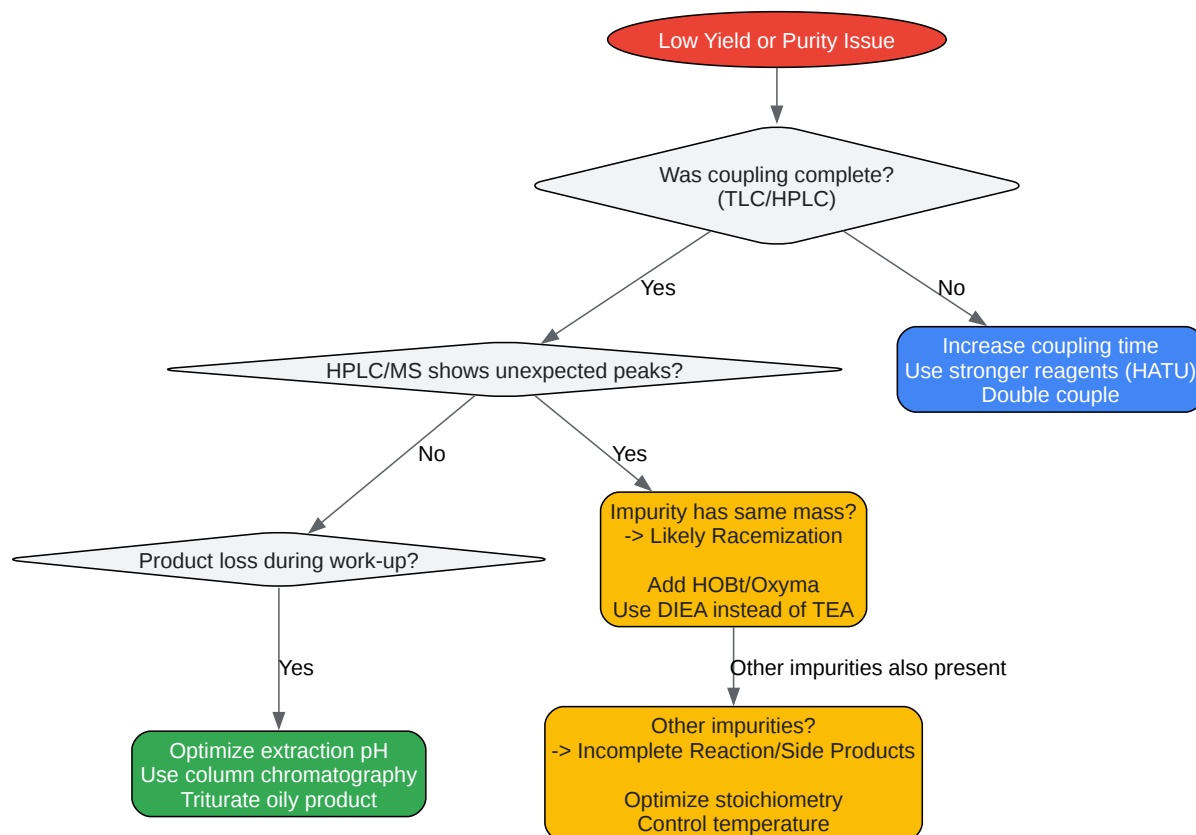 Low Yield or Purity Issue
Was coupling complete?
(TLC/HPLC)
Yes
No
HPLC/MS shows unexpected peaks?
Increase coupling time
Use stronger reagents (HATU)
Double couple
No
Yes
Product loss during work-up?
Impurity has same mass?
-> Likely Racemization
Add HOBt/Oxyma
Use DIEA instead of TEA
Yes
Other impurities also present
Optimize extraction pH
Use column chromatography
Triturate oily product
Other impurities?
-> Incomplete Reaction/Side Products
Optimize stoichiometry
Control temperature